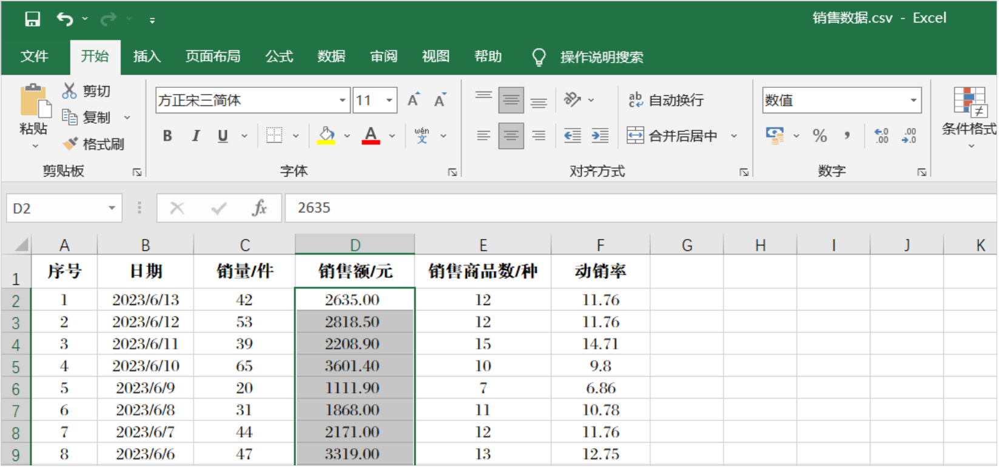 销售数据.csv - Excel
文件 开始 插入 页面布局 公式 数据 审阅 视图 帮助 操作说明搜索
粘贴 剪切 复制 格式刷
剪贴板
方正宋三简体 11 A A
B I U A wén 文
字体
ab c 自动换行
合并后居中
对齐方式
数值
% , .0 .00 .00 .0
数字
条件格式
D2 fx 2635
A B C D E F G H I J K
1 序号 日期 销量/件 销售额/元 销售商品数/种 动销率
2 1 2023/6/13 42 2635.00 12 11.76
3 2 2023/6/12 53 2818.50 12 11.76
4 3 2023/6/11 39 2208.90 15 14.71
5 4 2023/6/10 65 3601.40 10 9.8
6 5 2023/6/9 20 1111.90 7 6.86
7 6 2023/6/8 31 1868.00 11 10.78
8 7 2023/6/7 44 2171.00 12 11.76
9 8 2023/6/6 47 3319.00 13 12.75